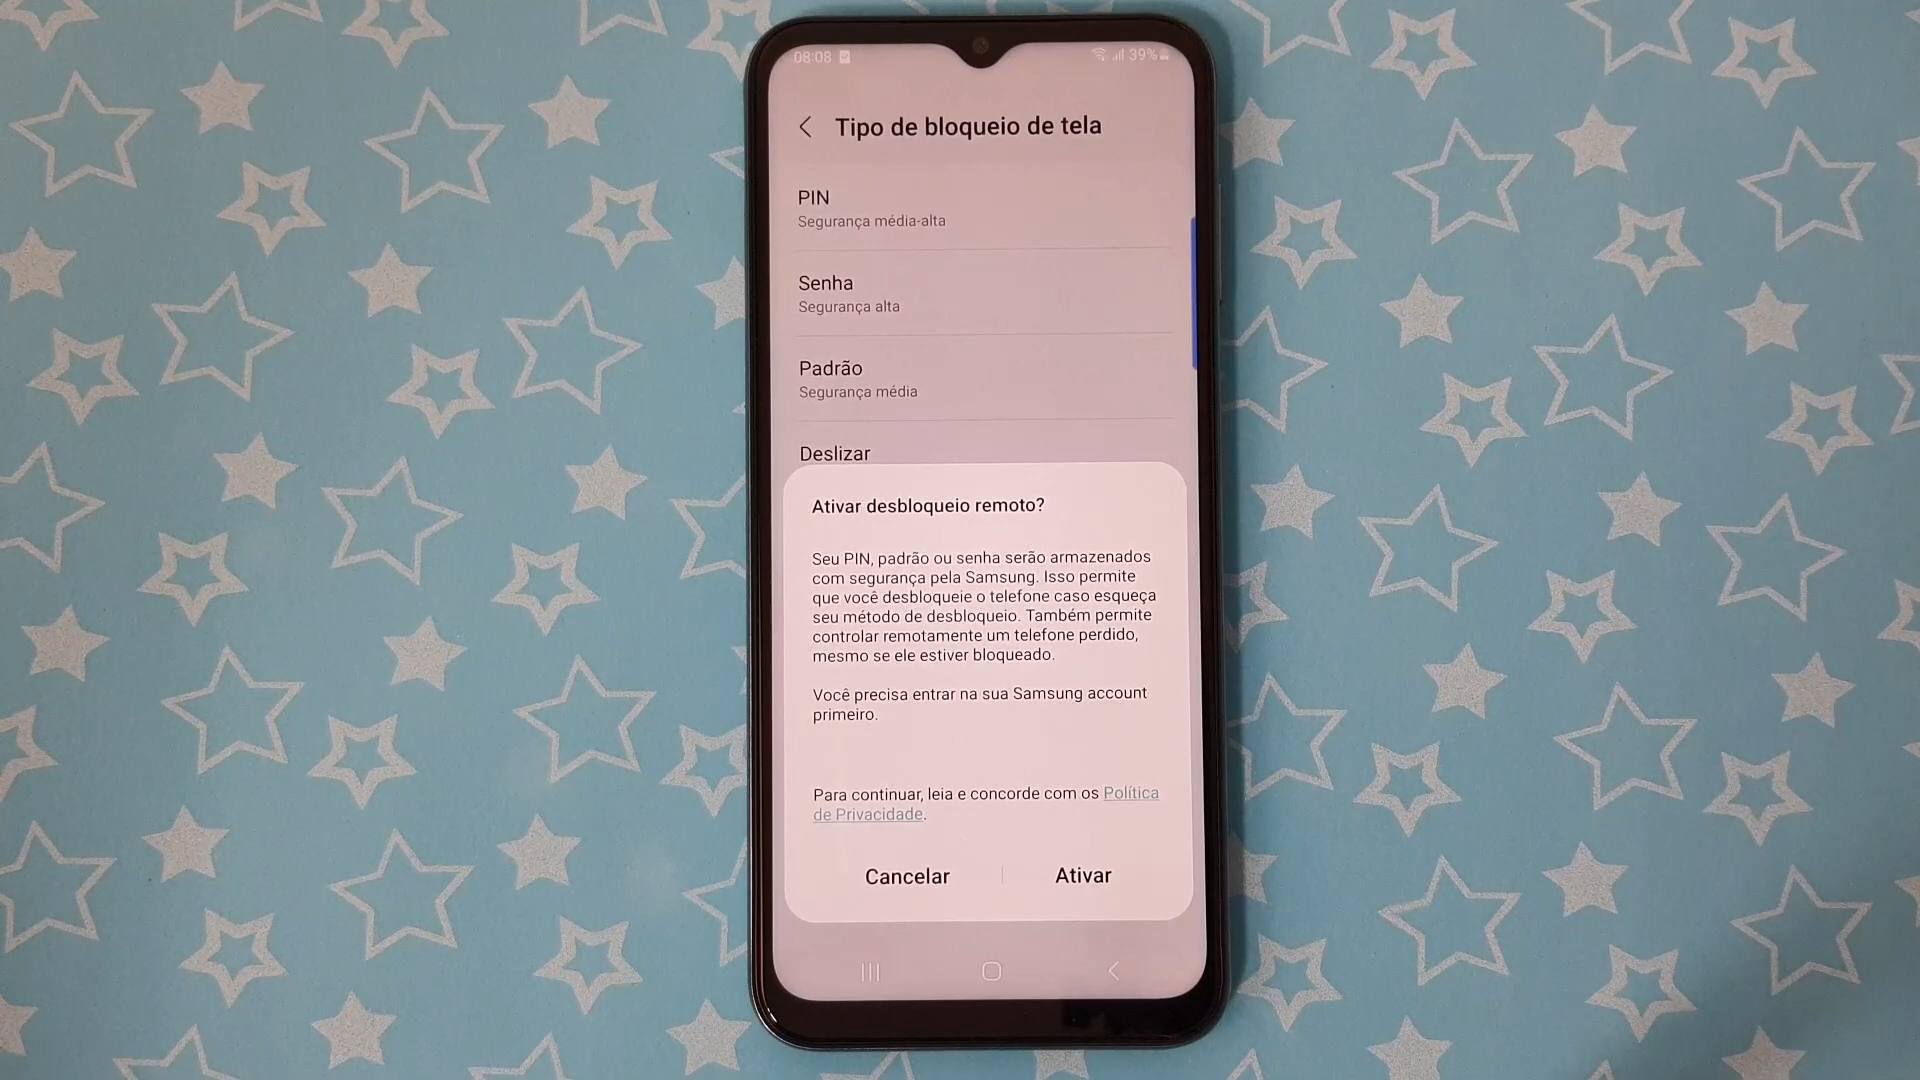 08:08
39%
Tipo de bloqueio de tela
PIN
Segurança média-alta
Senha
Segurança alta
Padrão
Segurança média
Deslizar
Ativar desbloqueio remoto?
Seu PIN, padrão ou senha serão armazenados
com segurança pela Samsung. Isso permite
que você desbloqueie o telefone caso esqueça
seu método de desbloqueio. Também permite
controlar remotamente um telefone perdido,
mesmo se ele estiver bloqueado.
Você precisa entrar na sua Samsung account
primeiro.
Para continuar, leia e concorde com os Política
de Privacidade.
Cancelar
Ativar